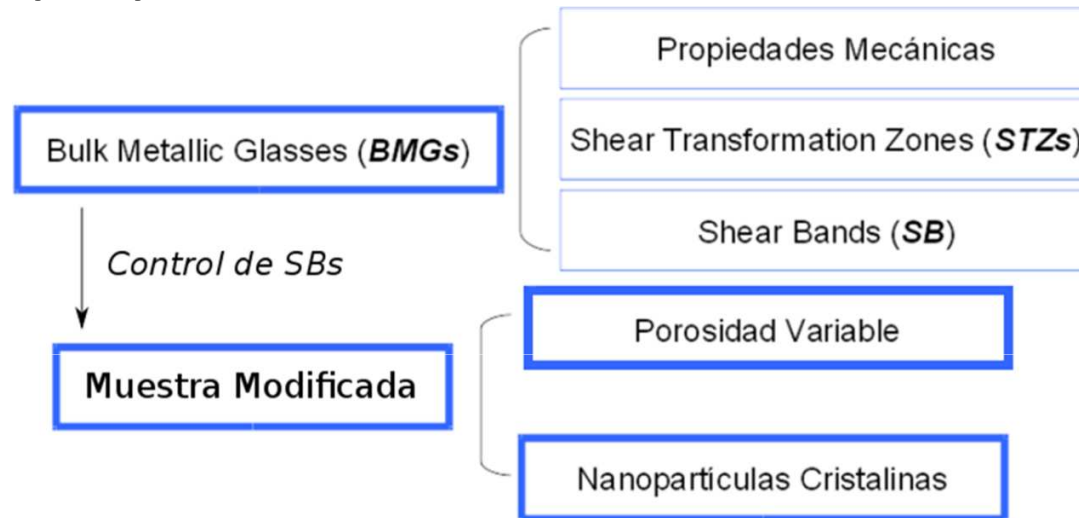 Propiedades Mecánicas
Bulk Metallic Glasses (BMGs)
Shear Transformation Zones (STZs)
Shear Bands (SB)
Control de SBs
Porosidad Variable
Muestra Modificada
Nanopartículas Cristalinas